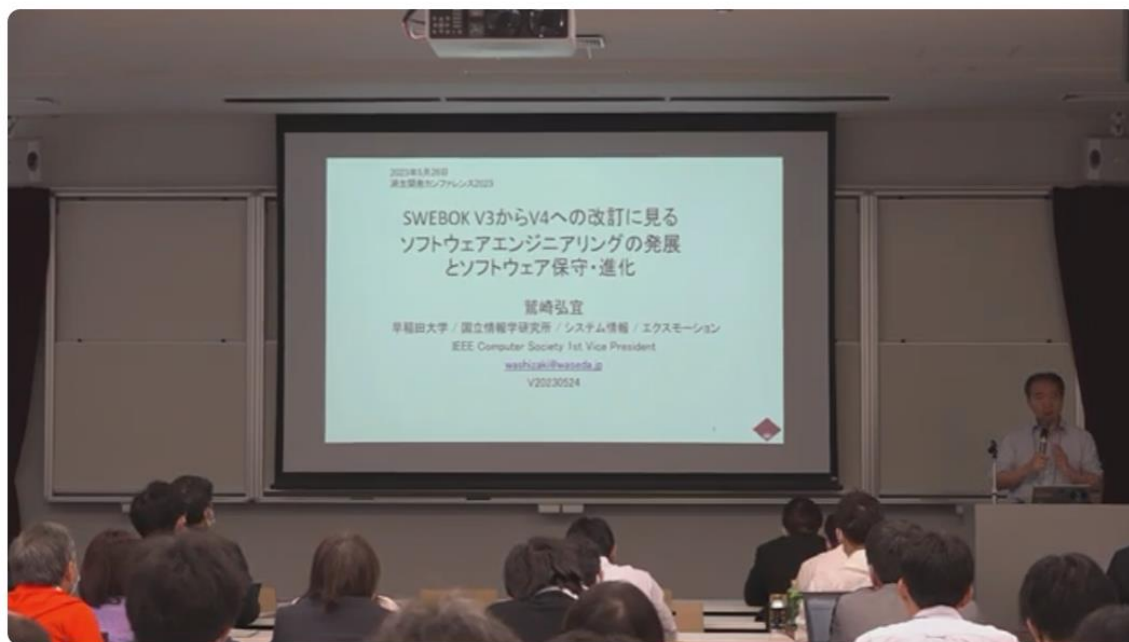 2023年5月26日
派生開発カンファレンス2023
SWEBOK V3からV4への改訂に見る
ソフトウェアエンジニアリングの発展
とソフトウェア保守・進化
鷲崎弘宜
早稲田大学 / 国立情報学研究所 / システム情報 / エクスモーション
IEEE Computer Society 1st Vice President
washizaki@waseda.jp
V20230524
1